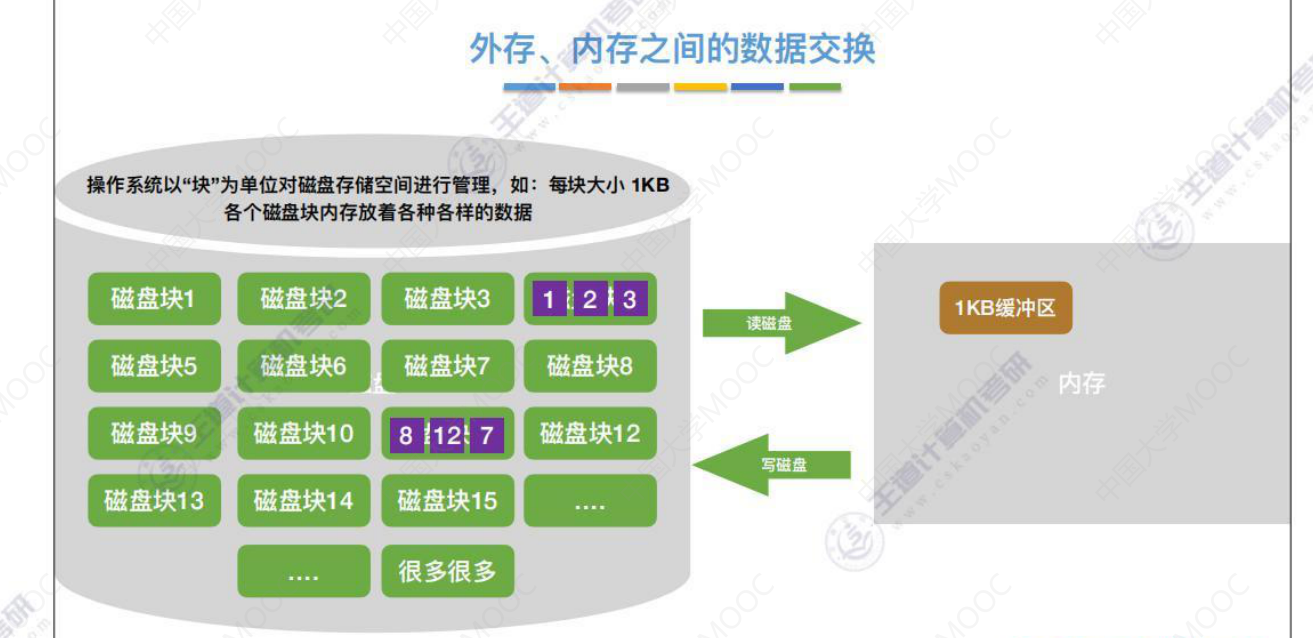 外存、内存之间的数据交换
操作系统以“块”为单位对磁盘存储空间进行管理，如：每块大小 1KB
各个磁盘块内存放着各种各样的数据
磁盘块1 磁盘块2 磁盘块3 1 2 3
磁盘块5 磁盘块6 磁盘块7 磁盘块8
磁盘块9 磁盘块10 8 12 7 磁盘块12
磁盘块13 磁盘块14 磁盘块15 ....
.... 很多很多
读磁盘
写磁盘
1KB缓冲区
内存
王道计算机考研
www.cskaoyan.com
中国大学MOOC